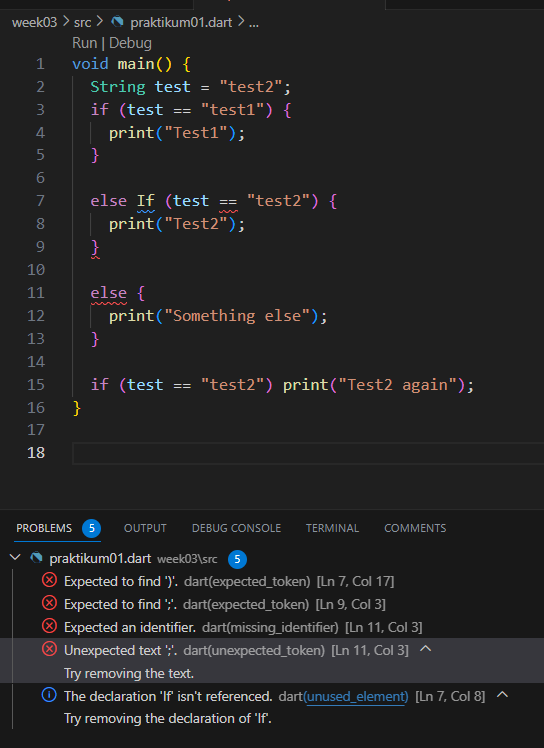 week03 > src > praktikum01.dart > ...
Run | Debug
1 void main() {
2 String test = "test2";
3 if (test == "test1") {
4 print("Test1");
5 }
6
7 else If (test == "test2") {
8 print("Test2");
9 }
10
11 else {
12 print("Something else");
13 }
14
15 if (test == "test2") print("Test2 again");
16 }
17
18
PROBLEMS 5 OUTPUT DEBUG CONSOLE TERMINAL COMMENTS
praktikum01.dart week03\src 5
Expected to find ')'. dart(expected_token) [Ln 7, Col 17]
Expected to find ';'. dart(expected_token) [Ln 9, Col 3]
Expected an identifier. dart(missing_identifier) [Ln 11, Col 3]
Unexpected text ';'. dart(unexpected_token) [Ln 11, Col 3]
Try removing the text.
The declaration 'If' isn't referenced. dart(unused_element) [Ln 7, Col 8]
Try removing the declaration of 'If'.